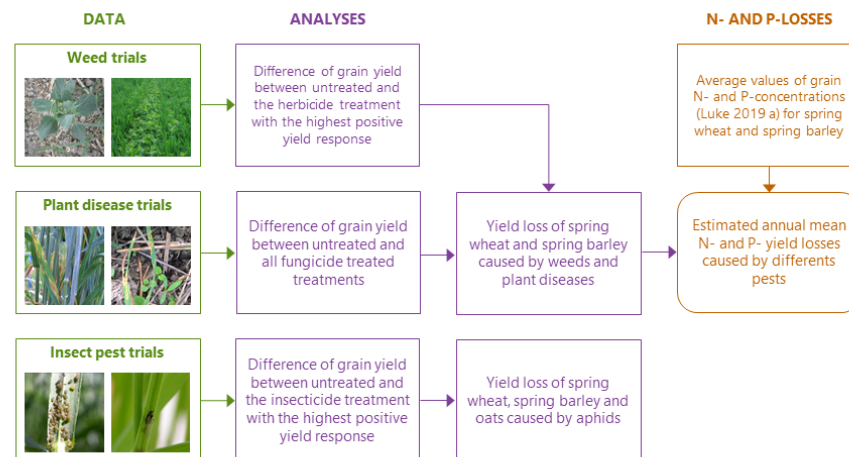 DATA
ANALYSES
N- AND P-LOSSES
Weed trials
Difference of grain yield
between untreated and
the herbicide treatment
with the highest positive
yield response
Average values of grain
N- and P-concentrations
(Luke 2019 a) for spring
wheat and spring barley
Plant disease trials
Difference of grain yield
between untreated and
all fungicide treated
treatments
Yield loss of spring
wheat and spring barley
caused by weeds and
plant diseases
Estimated annual mean
N- and P- yield losses
caused by differents
pests
Insect pest trials
Difference of grain yield
between untreated and
the insecticide treatment
with the highest positive
yield response
Yield loss of spring
wheat, spring barley and
oats caused by aphids